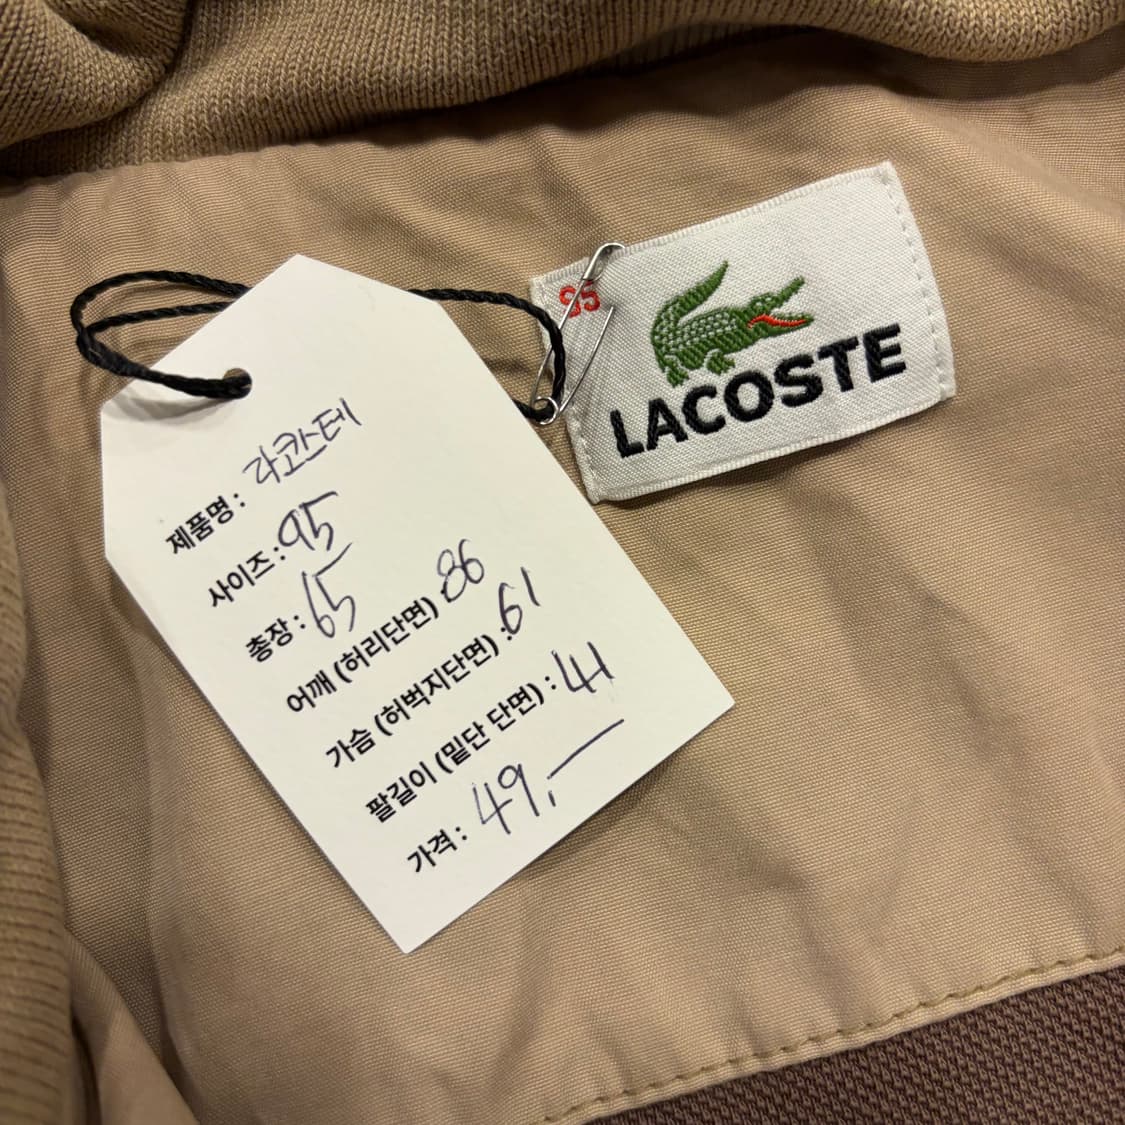 제품명 : 라코스테
사이즈 : 95
총장 : 65
어깨 (허리단면) : 86
가슴 (허벅지단면) : 61
팔길이 (밑단 단면) : 41
가격 : 49,—
95
LACOSTE